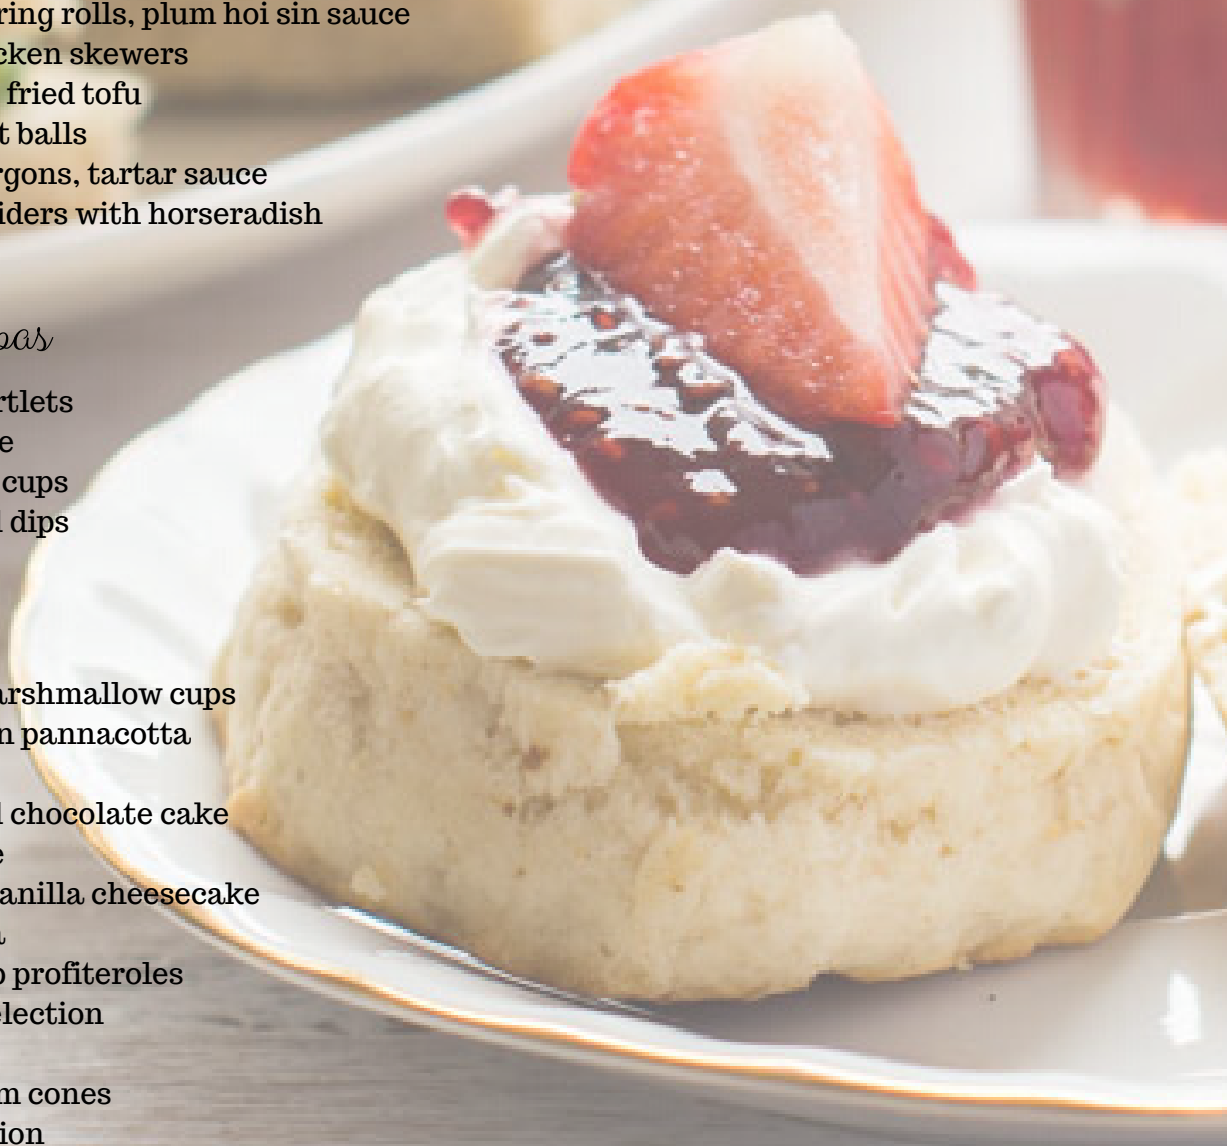 ring rolls, plum hoi sin sauce
cken skewers
fried tofu
t balls
rgons, tartar sauce
iders with horseradish
pas
rtlets
e
cups
l dips
arshmallow cups
n pannacotta
l chocolate cake
e
anilla cheesecake
a
o profiteroles
election
m cones
ion